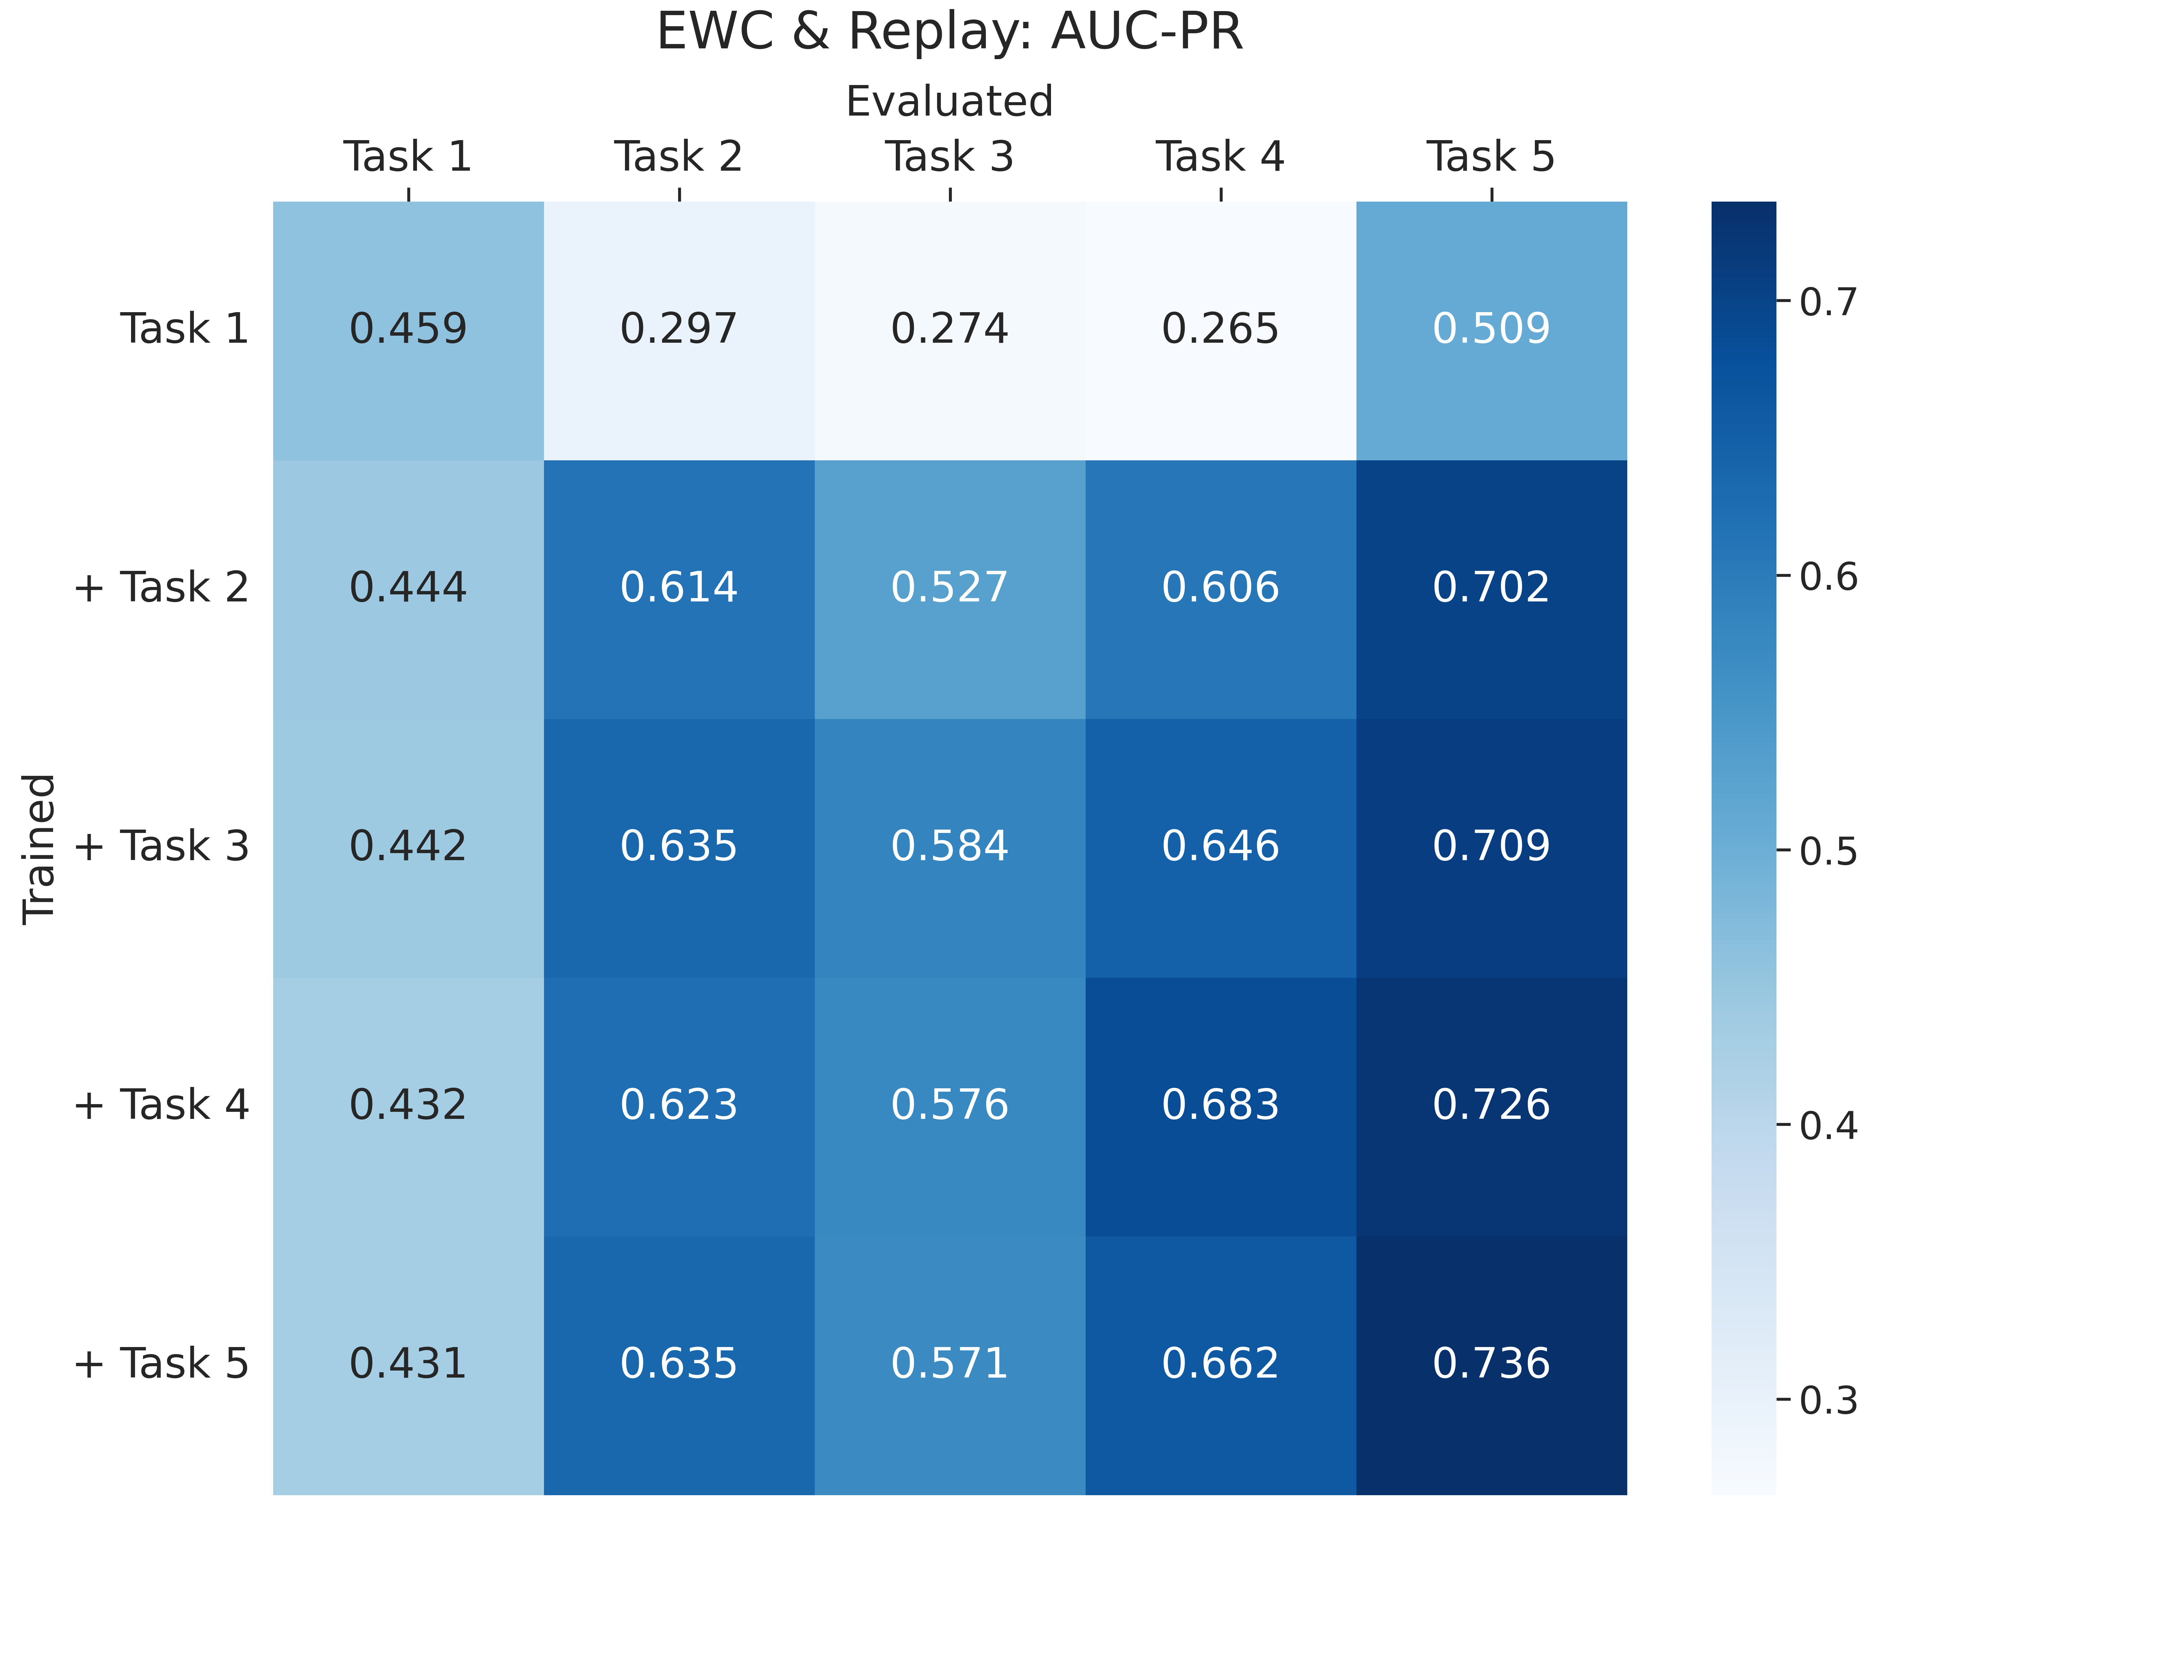 EWC & Replay: AUC-PR
Evaluated
Task 1 Task 2 Task 3 Task 4 Task 5
Trained
Task 1 0.459 0.297 0.274 0.265 0.509
+ Task 2 0.444 0.614 0.527 0.606 0.702
+ Task 3 0.442 0.635 0.584 0.646 0.709
+ Task 4 0.432 0.623 0.576 0.683 0.726
+ Task 5 0.431 0.635 0.571 0.662 0.736
0.7
0.6
0.5
0.4
0.3